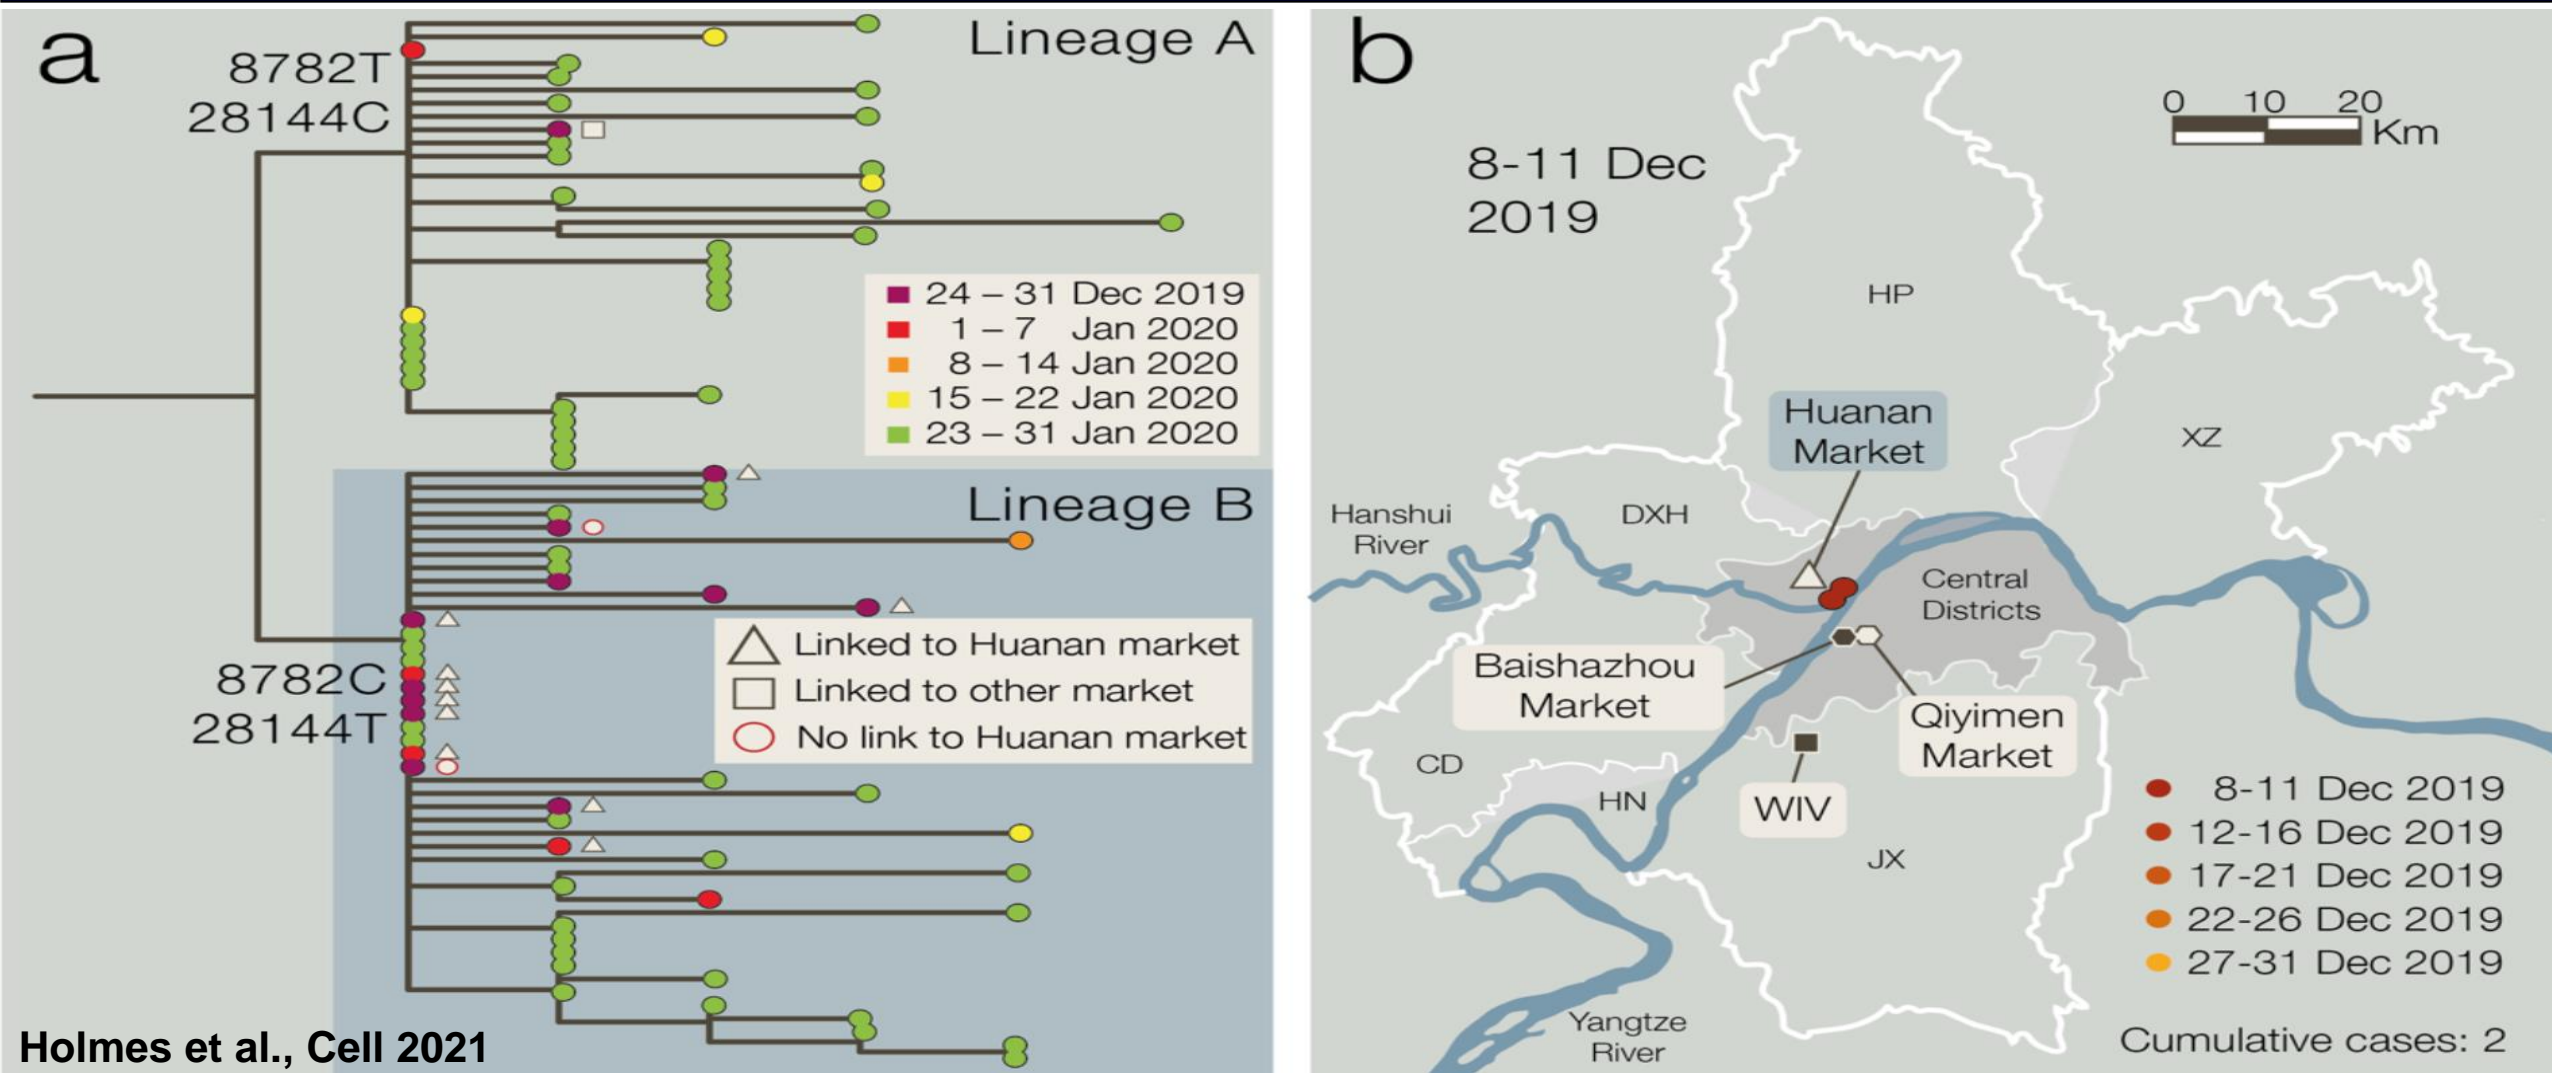 a
Lineage A
8782T
28144C
24 – 31 Dec 2019
1 – 7 Jan 2020
8 – 14 Jan 2020
15 – 22 Jan 2020
23 – 31 Jan 2020
Lineage B
8782C
28144T
Linked to Huanan market
Linked to other market
No link to Huanan market
Holmes et al., Cell 2021
b
0 10 20
Km
8-11 Dec
2019
HP
XZ
Huanan
Market
Hanshui
River
DXH
Central
Districts
Baishazhou
Market
Qiyimen
Market
CD
HN
WIV
JX
Yangtze
River
8-11 Dec 2019
12-16 Dec 2019
17-21 Dec 2019
22-26 Dec 2019
27-31 Dec 2019
Cumulative cases: 2